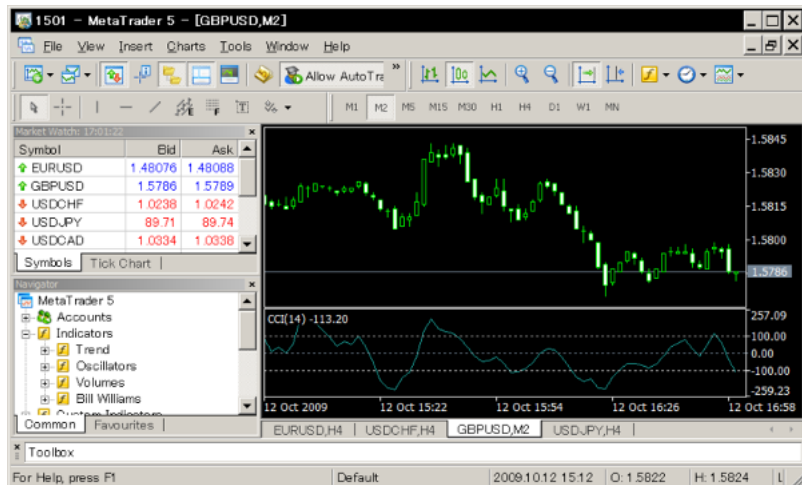 1501 - MetaTrader 5 - [GBPUSD,M2]
File View Insert Charts Tools Window Help
Allow AutoTra
M1 M2 M5 M15 M30 H1 H4 D1 W1 MN
Market Watch: 17:01:22
Symbol Bid Ask
EURUSD 1.48076 1.48088
GBPUSD 1.5786 1.5789
USDCHF 1.0238 1.0242
USDJPY 89.71 89.74
USDCAD 1.0334 1.0338
Symbols Tick Chart
Navigator
MetaTrader 5
Accounts
Indicators
Trend
Oscillators
Volumes
Bill Williams
Custom Indicators
Common Favourites
1.5845
1.5830
1.5815
1.5800
1.5786
CCI(14) -113.20
257.09
100.00
0.00
-100.00
-259.23
12 Oct 2009 12 Oct 15:22 12 Oct 15:54 12 Oct 16:26 12 Oct 16:58
EURUSD,H4 USDCHF,H4 GBPUSD,M2 USDJPY,H4
Toolbox
For Help, press F1 Default 2009.10.12 15:12 O: 1.5822 H: 1.5824 L